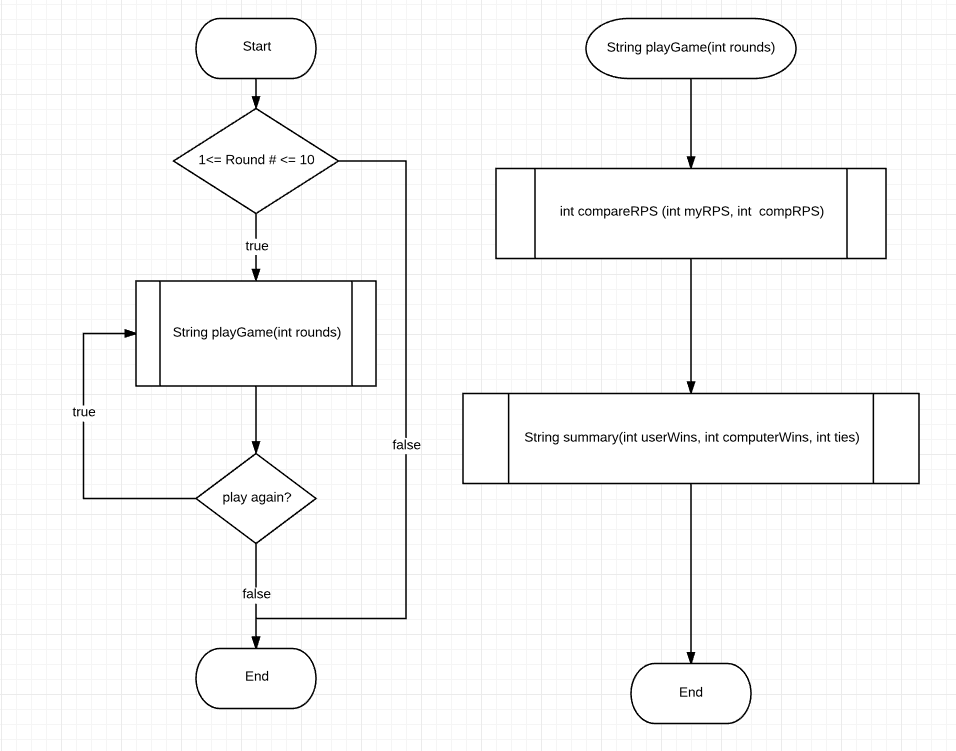 Start
1<= Round # <= 10
true
String playGame(int rounds)
true
play again?
false
false
End
String playGame(int rounds)
int compareRPS (int myRPS, int  compRPS)
String summary(int userWins, int computerWins, int ties)
End